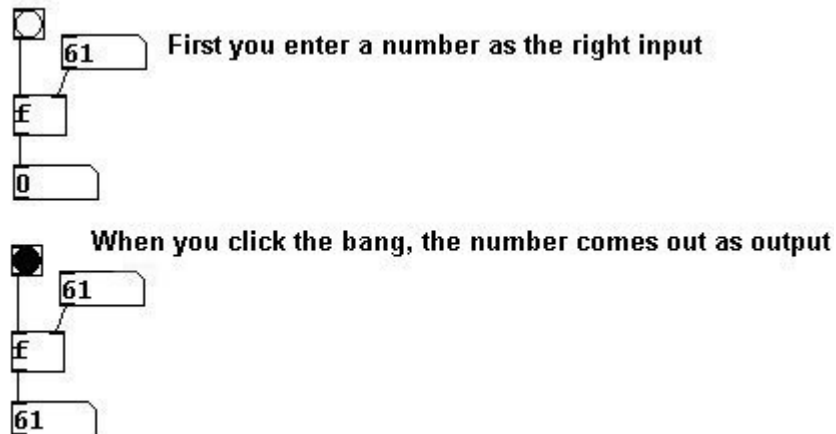 61 First you enter a number as the right input
f
0
When you click the bang, the number comes out as output
61
f
61